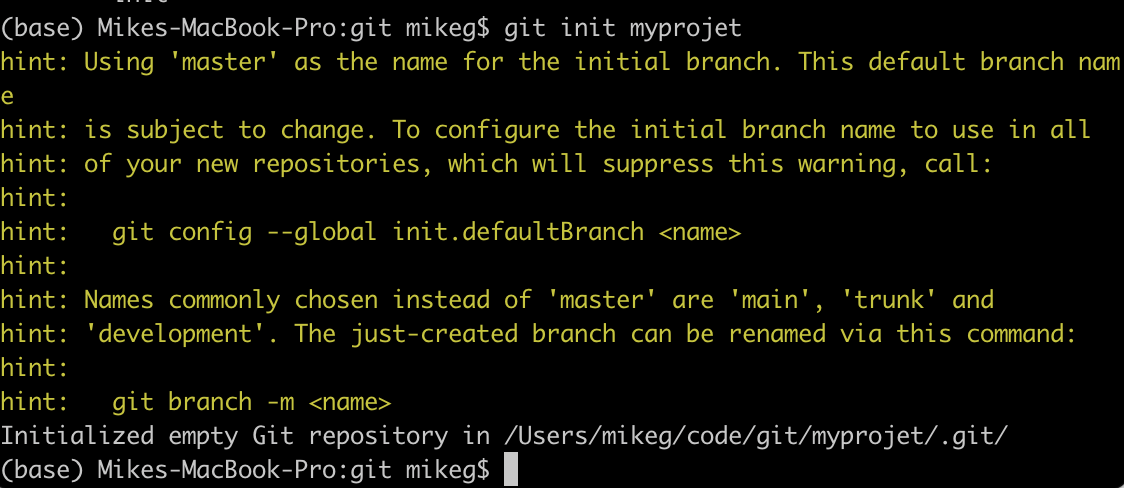 (base) Mikes-MacBook-Pro:git mikeg$ git init myprojet
hint: Using 'master' as the name for the initial branch. This default branch nam
e
hint: is subject to change. To configure the initial branch name to use in all
hint: of your new repositories, which will suppress this warning, call:
hint:
hint:   git config --global init.defaultBranch <name>
hint:
hint: Names commonly chosen instead of 'master' are 'main', 'trunk' and
hint: 'development'. The just-created branch can be renamed via this command:
hint:
hint:   git branch -m <name>
Initialized empty Git repository in /Users/mikeg/code/git/myprojet/.git/
(base) Mikes-MacBook-Pro:git mikeg$